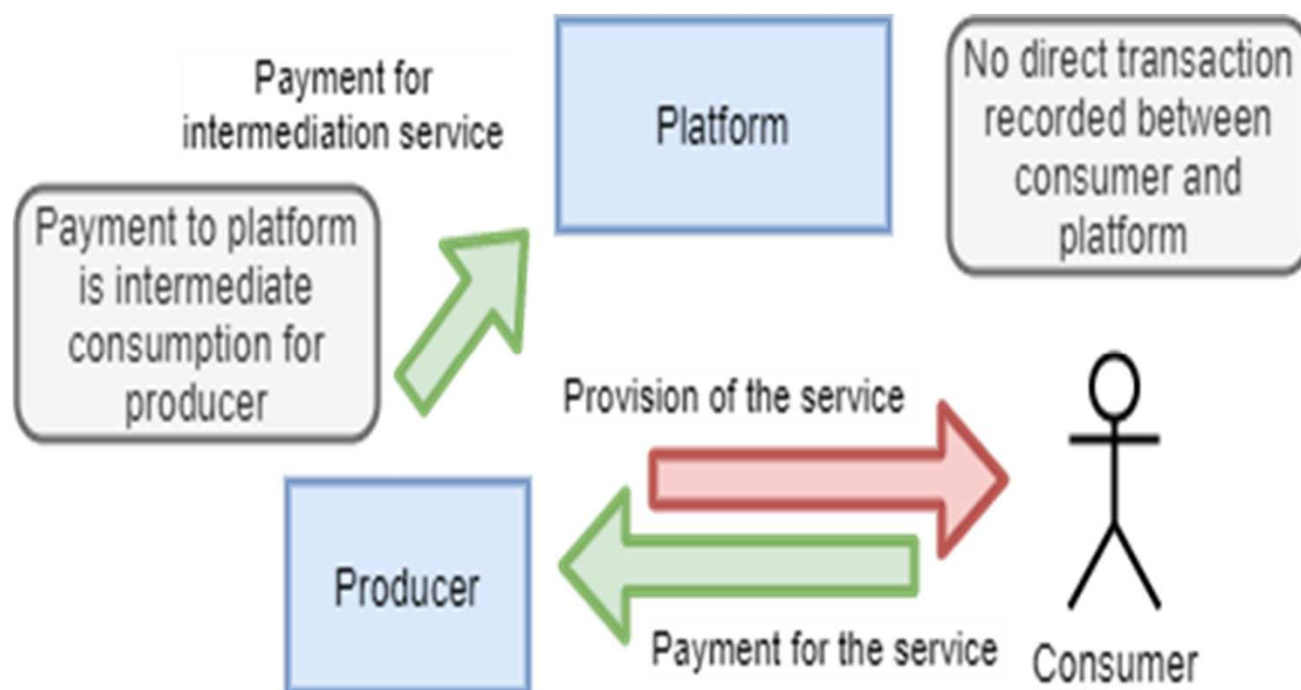 Payment for
intermediation service
Platform
No direct transaction
recorded between
consumer and
platform
Payment to platform
is intermediate
consumption for
producer
Provision of the service
Producer
Payment for the service
Consumer